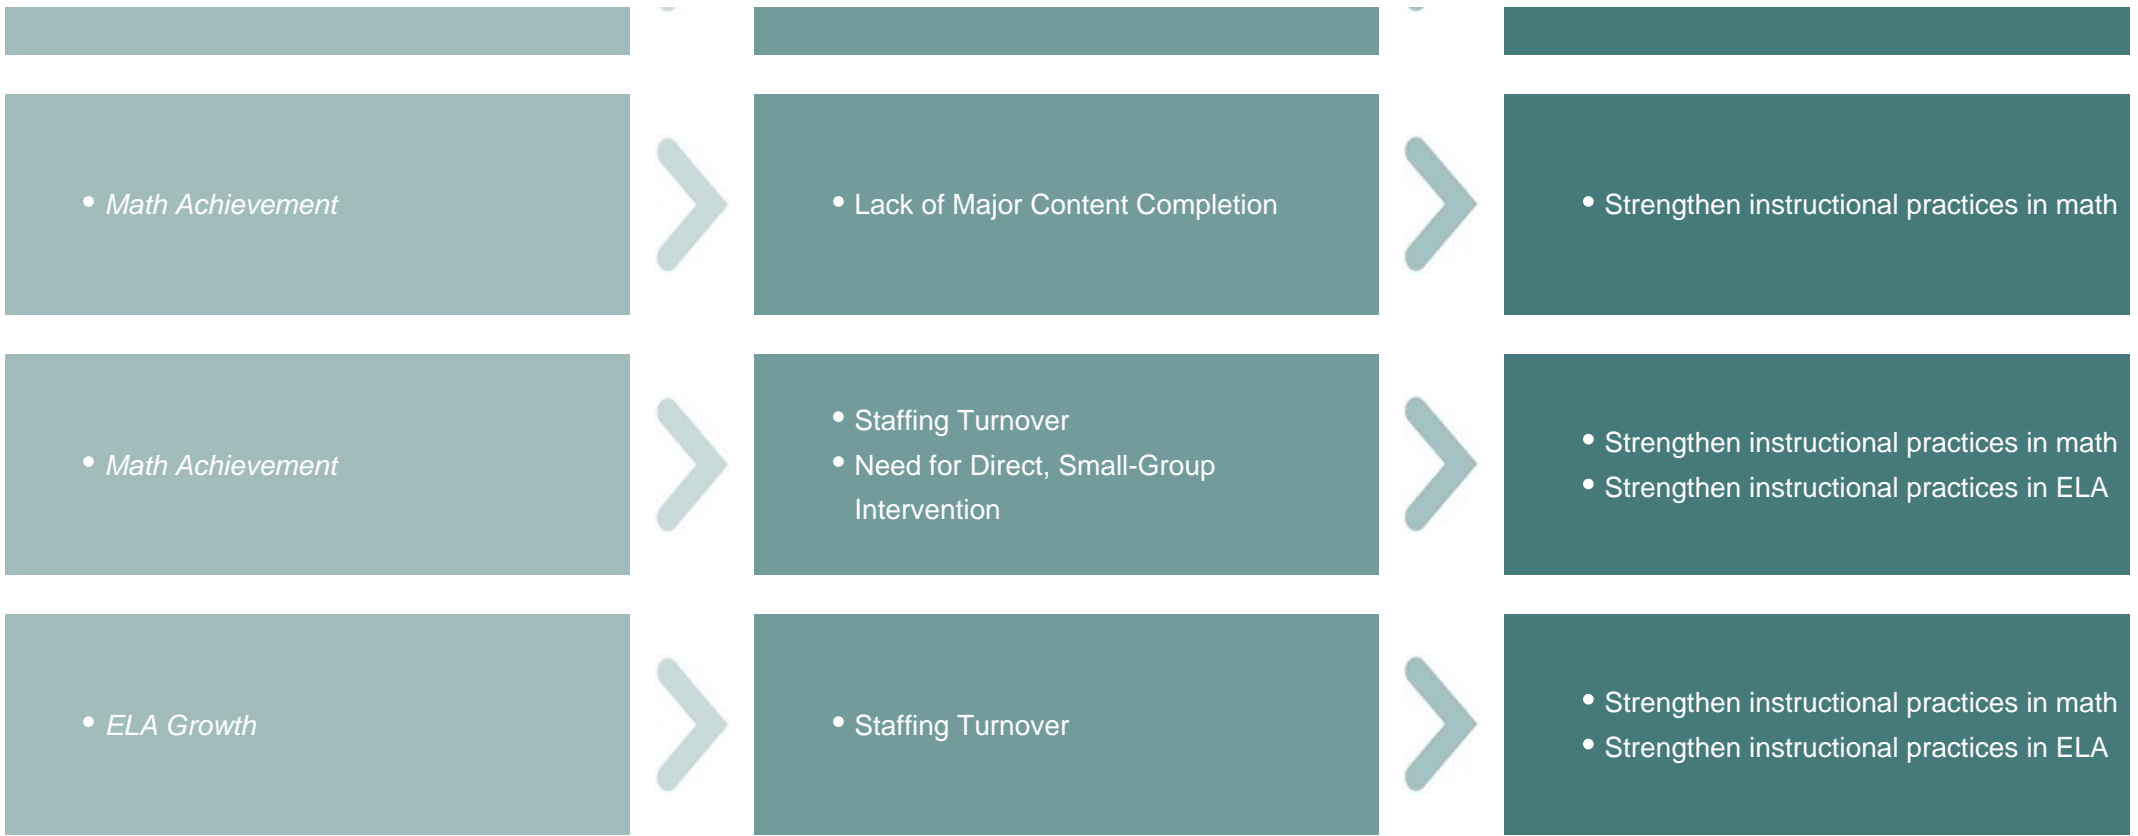 • Math Achievement
• Lack of Major Content Completion
• Strengthen instructional practices in math
• Math Achievement
• Staffing Turnover
• Need for Direct, Small-Group
Intervention
• Strengthen instructional practices in math
• Strengthen instructional practices in ELA
• ELA Growth
• Staffing Turnover
• Strengthen instructional practices in math
• Strengthen instructional practices in ELA